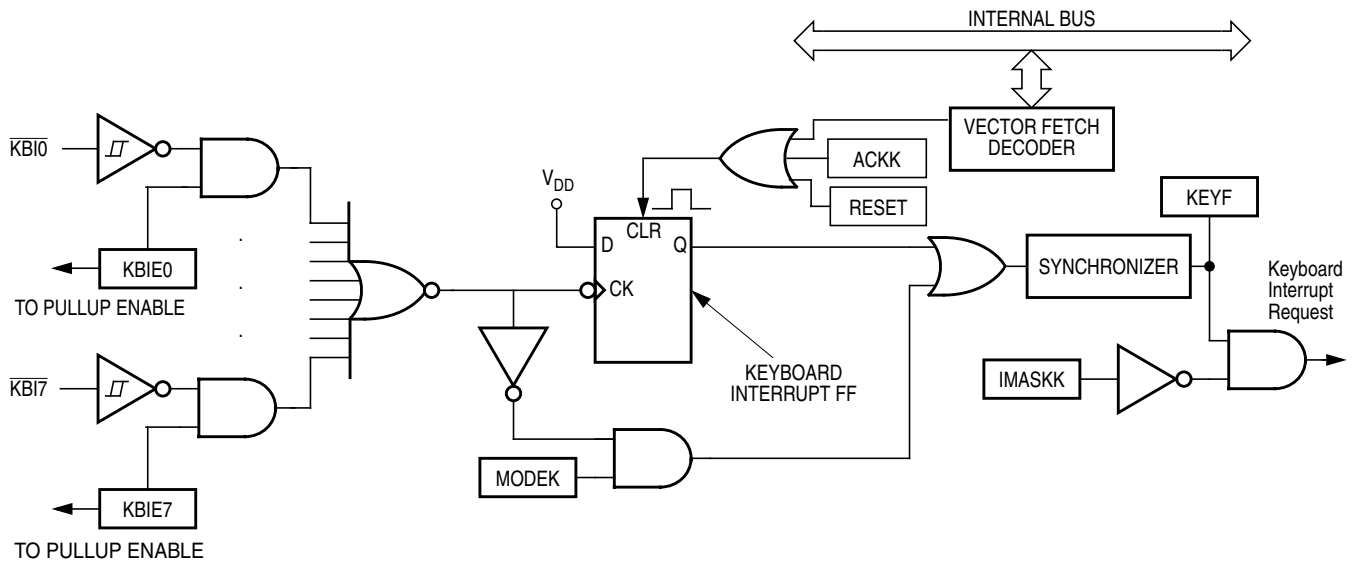 INTERNAL BUS
VECTOR FETCH
DECODER
ACKK
RESET
KBI0
KBIE0
TO PULLUP ENABLE
KBI7
KBIE7
TO PULLUP ENABLE
VDD
D
CLR
Q
CK
KEYBOARD
INTERRUPT FF
MODEK
SYNCHRONIZER
KEYF
IMASKK
Keyboard
Interrupt
Request